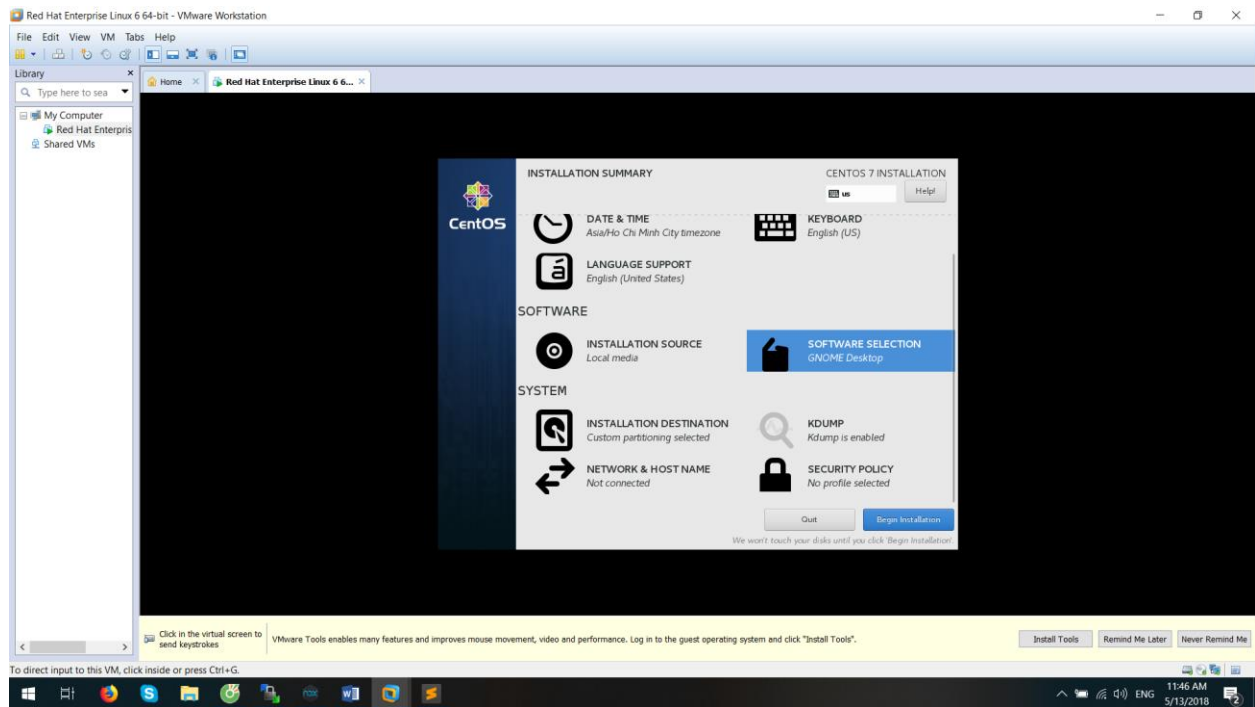 Red Hat Enterprise Linux 6 64-bit - VMware Workstation
File Edit View VM Tabs Help
Library
Home
Red Hat Enterprise Linux 6 6...
Type here to sea
My Computer
Red Hat Enterpris
Shared VMs
INSTALLATION SUMMARY
CENTOS 7 INSTALLATION
us
Help!
CentOS
DATE & TIME
Asia/Ho Chi Minh City timezone
KEYBOARD
English (US)
LANGUAGE SUPPORT
English (United States)
SOFTWARE
INSTALLATION SOURCE
Local media
SOFTWARE SELECTION
GNOME Desktop
SYSTEM
INSTALLATION DESTINATION
Custom partitioning selected
KDUMP
Kdump is enabled
NETWORK & HOST NAME
Not connected
SECURITY POLICY
No profile selected
Quit
Begin Installation
We won't touch your disks until you click 'Begin Installation'.
Click in the virtual screen to
send keystrokes
VMware Tools enables many features and improves mouse movement, video and performance. Log in to the guest operating system and click "Install Tools".
Install Tools
Remind Me Later
Never Remind Me
To direct input to this VM, click inside or press Ctrl+G.
ENG
11:46 AM
5/13/2018
2